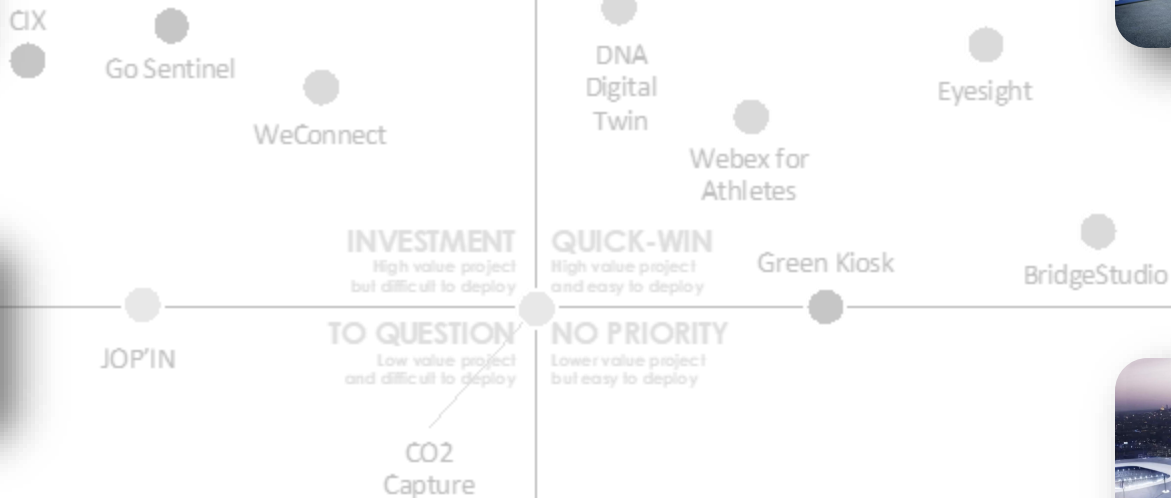 CIX
Go Sentinel
WeConnect
DNA
Digital
Twin
Webex for
Athletes
Eyesight
BridgeStudio
Green Kiosk
INVESTMENT
High value project
but difficult to deploy
QUICK-WIN
High value project
and easy to deploy
TO QUESTION
Low value project
and difficult to deploy
NO PRIORITY
Lower value project
but easy to deploy
JOP'IN
CO2
Capture